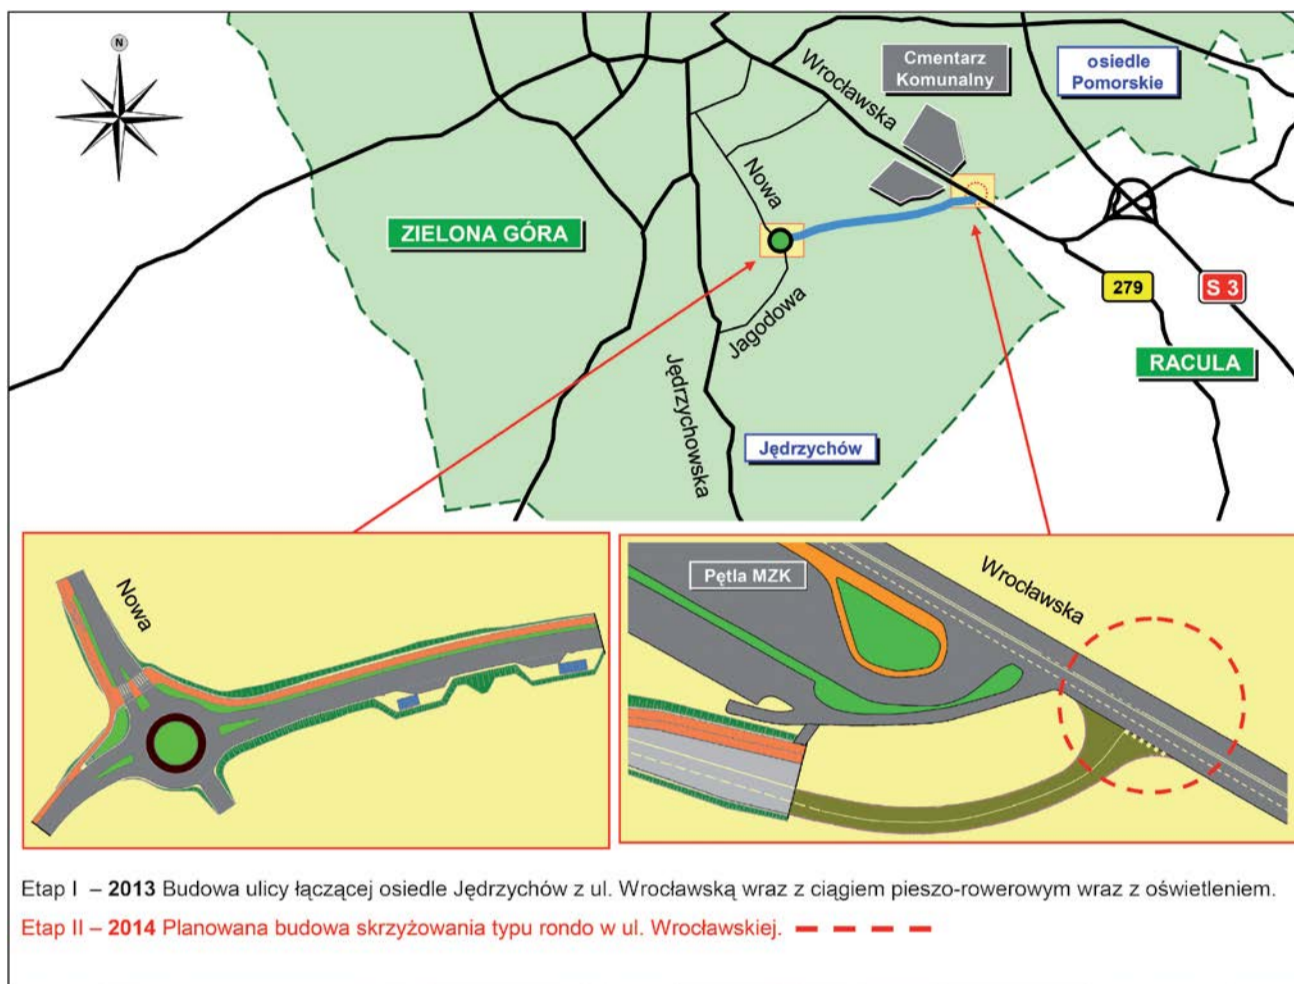 N
Cmentarz
Komunalny
osiedle
Pomorskie
Wrocławska
Nowa
ZIELONA GÓRA
279
S 3
Jagodowa
RACULA
Jędrzychowska
Jędrzychów
Nowa
Pętla MZK
Wrocławska
Etap I – 2013 Budowa ulicy łączącej osiedle Jędrzychów z ul. Wrocławską wraz z ciągiem pieszo-rowerowym wraz z oświetleniem.
Etap II – 2014 Planowana budowa skrzyżowania typu rondo w ul. Wrocławskiej.